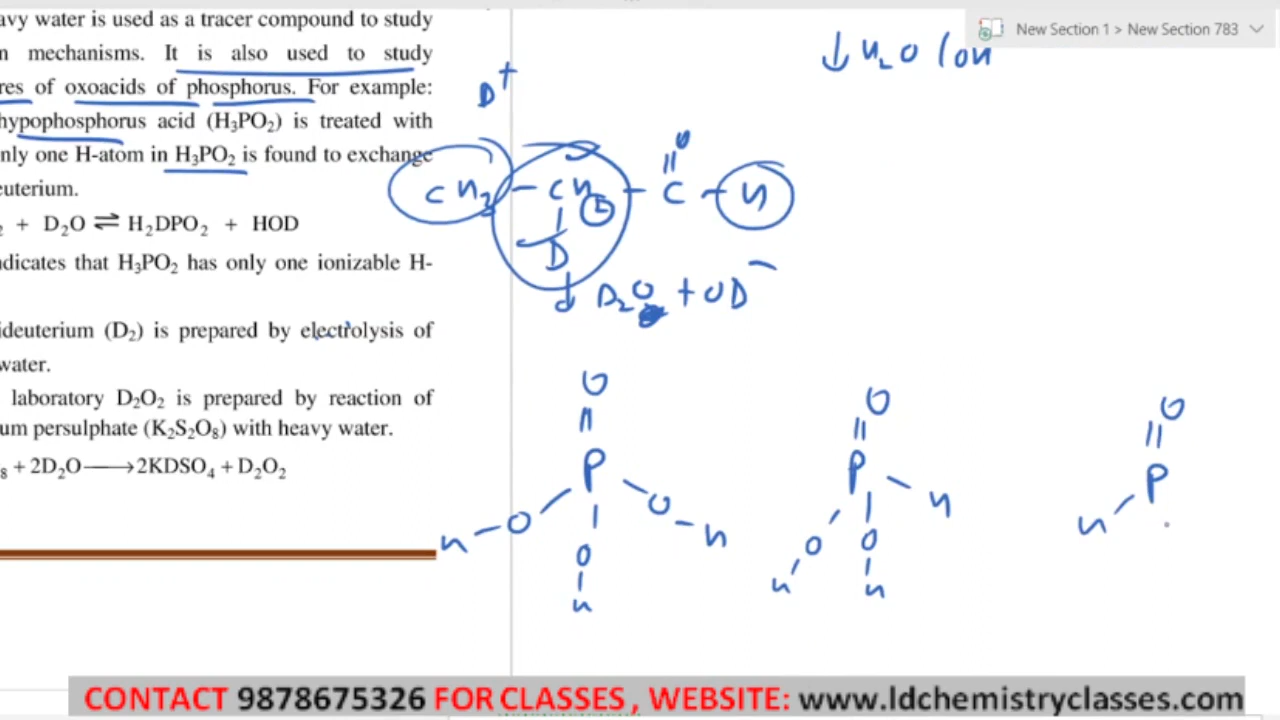 New Section 1 > New Section 783
avy water is used as a tracer compound to study
n mechanisms. It is also used to study
res of oxoacids of phosphorus. For example:
hypophosphorus acid (H₃PO₂) is treated with
nly one H-atom in H₃PO₂ is found to exchange
euterium.
₂ + D₂O ⇌ H₂DPO₂ + HOD
ndicates that H₃PO₂ has only one ionizable H-
ideuterium (D₂) is prepared by electrolysis of
water.
laboratory D₂O₂ is prepared by reaction of
um persulphate (K₂S₂O₈) with heavy water.
₈ + 2D₂O ⟶ 2KDSO₄ + D₂O₂
↓ H₂O / OH
D⁺
O
||
CH₂ – CH – C – H
|
D
↓ D₂O + OD⁻
O O O
|| || ||
P P P
H – O O – H H H
O O O
H H H
CONTACT 9878675326 FOR CLASSES , WEBSITE: www.ldchemistryclasses.com